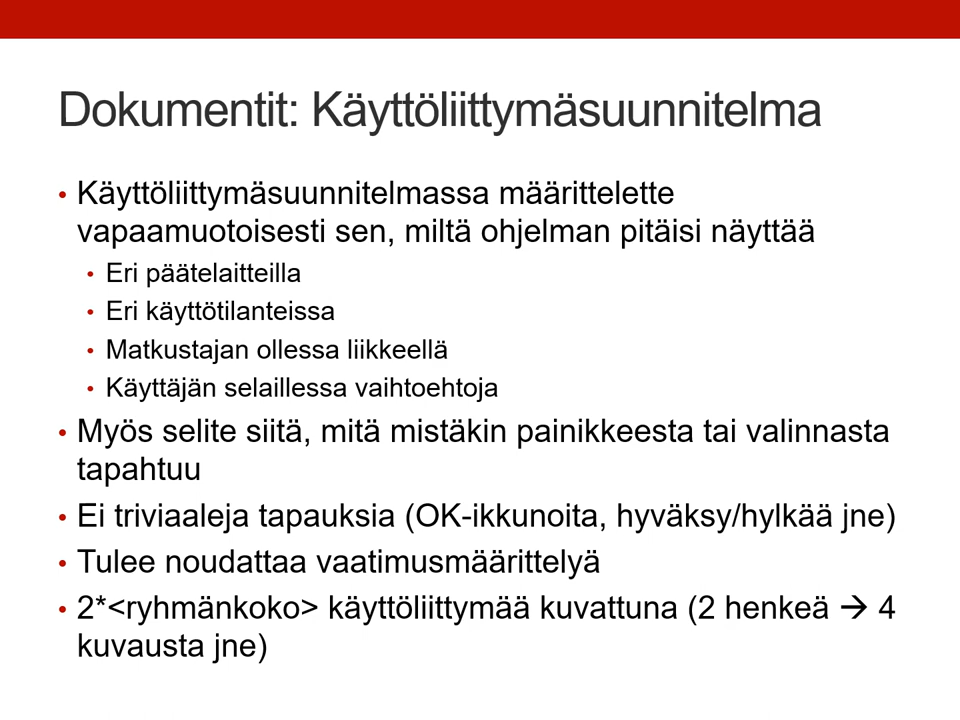 Dokumentit: Käyttöliittymäsuunnitelma
• Käyttöliittymäsuunnitelmassa määrittelette
vapaamuotoisesti sen, miltä ohjelman pitäisi näyttää
• Eri päätelaitteilla
• Eri käyttötilanteissa
• Matkustajan ollessa liikkeellä
• Käyttäjän selaillessa vaihtoehtoja
• Myös selite siitä, mitä mistäkin painikkeesta tai valinnasta
tapahtuu
• Ei triviaaleja tapauksia (OK-ikkunoita, hyväksy/hylkää jne)
• Tulee noudattaa vaatimusmäärittelyä
• 2*<ryhmänkoko> käyttöliittymää kuvattuna (2 henkeä → 4
kuvausta jne)